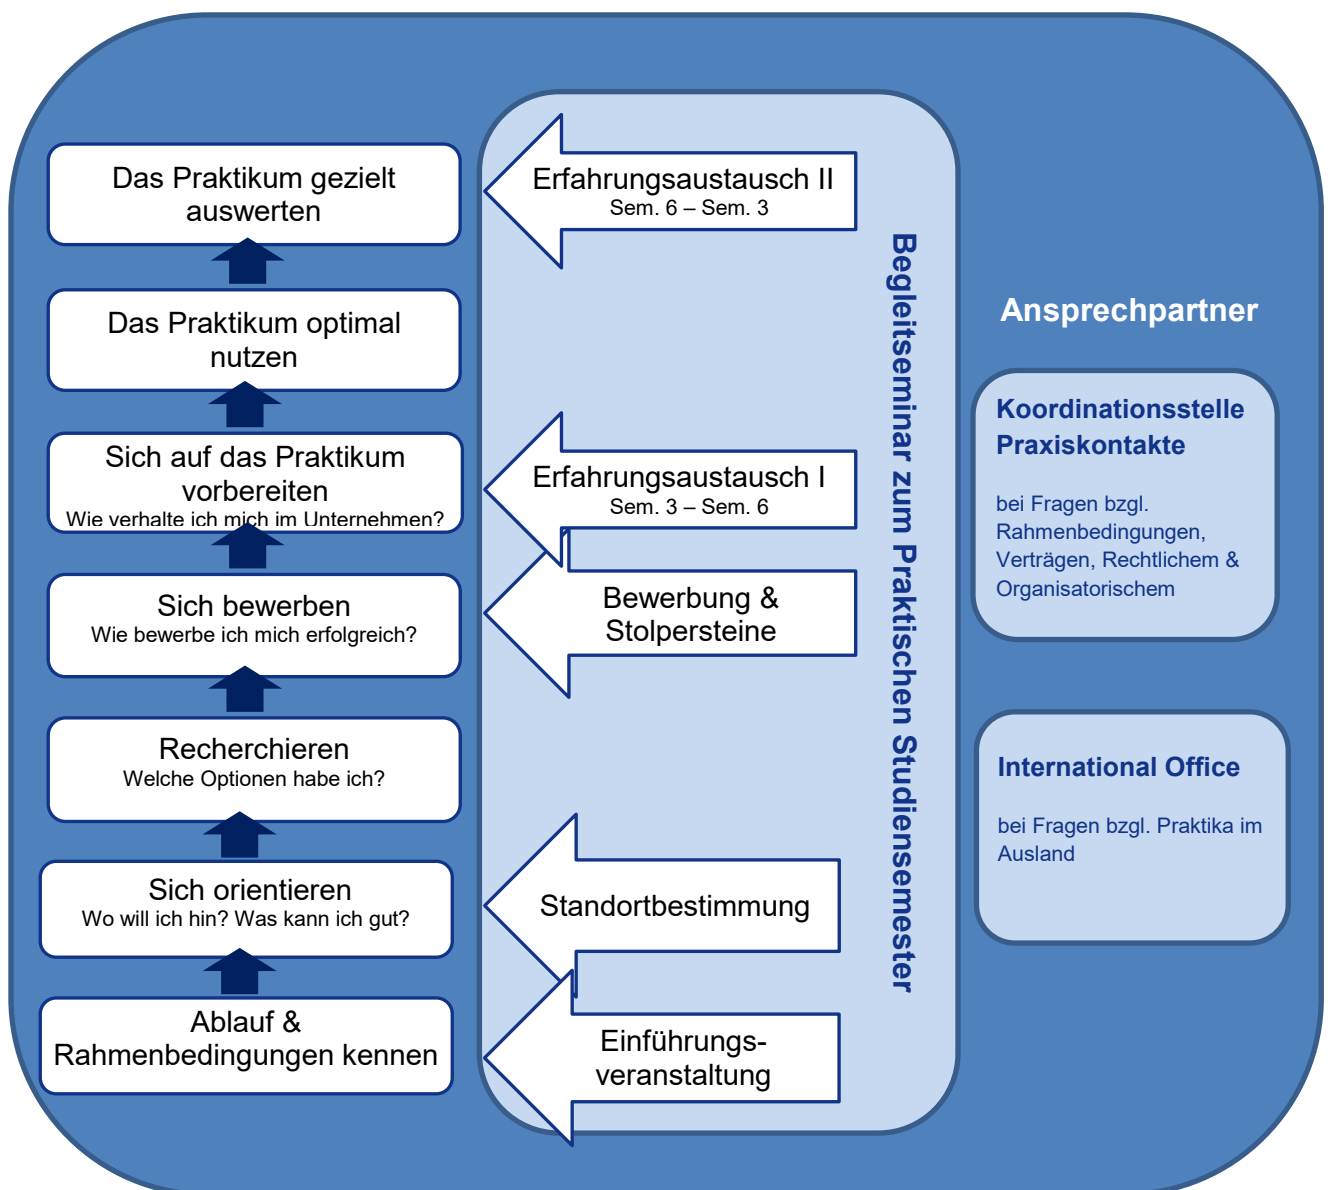 Das Praktikum gezielt
auswerten
Das Praktikum optimal
nutzen
Sich auf das Praktikum
vorbereiten
Wie verhalte ich mich im Unternehmen?
Sich bewerben
Wie bewerbe ich mich erfolgreich?
Recherchieren
Welche Optionen habe ich?
Sich orientieren
Wo will ich hin? Was kann ich gut?
Ablauf &
Rahmenbedingungen kennen
Erfahrungsaustausch II
Sem. 6 – Sem. 3
Erfahrungsaustausch I
Sem. 3 – Sem. 6
Bewerbung &
Stolpersteine
Standortbestimmung
Einführungs-
veranstaltung
Begleitseminar zum Praktischen Studiensemester
Ansprechpartner
Koordinationsstelle
Praxiskontakte
bei Fragen bzgl.
Rahmenbedingungen,
Verträgen, Rechtlichem &
Organisatorischem
International Office
bei Fragen bzgl. Praktika im
Ausland